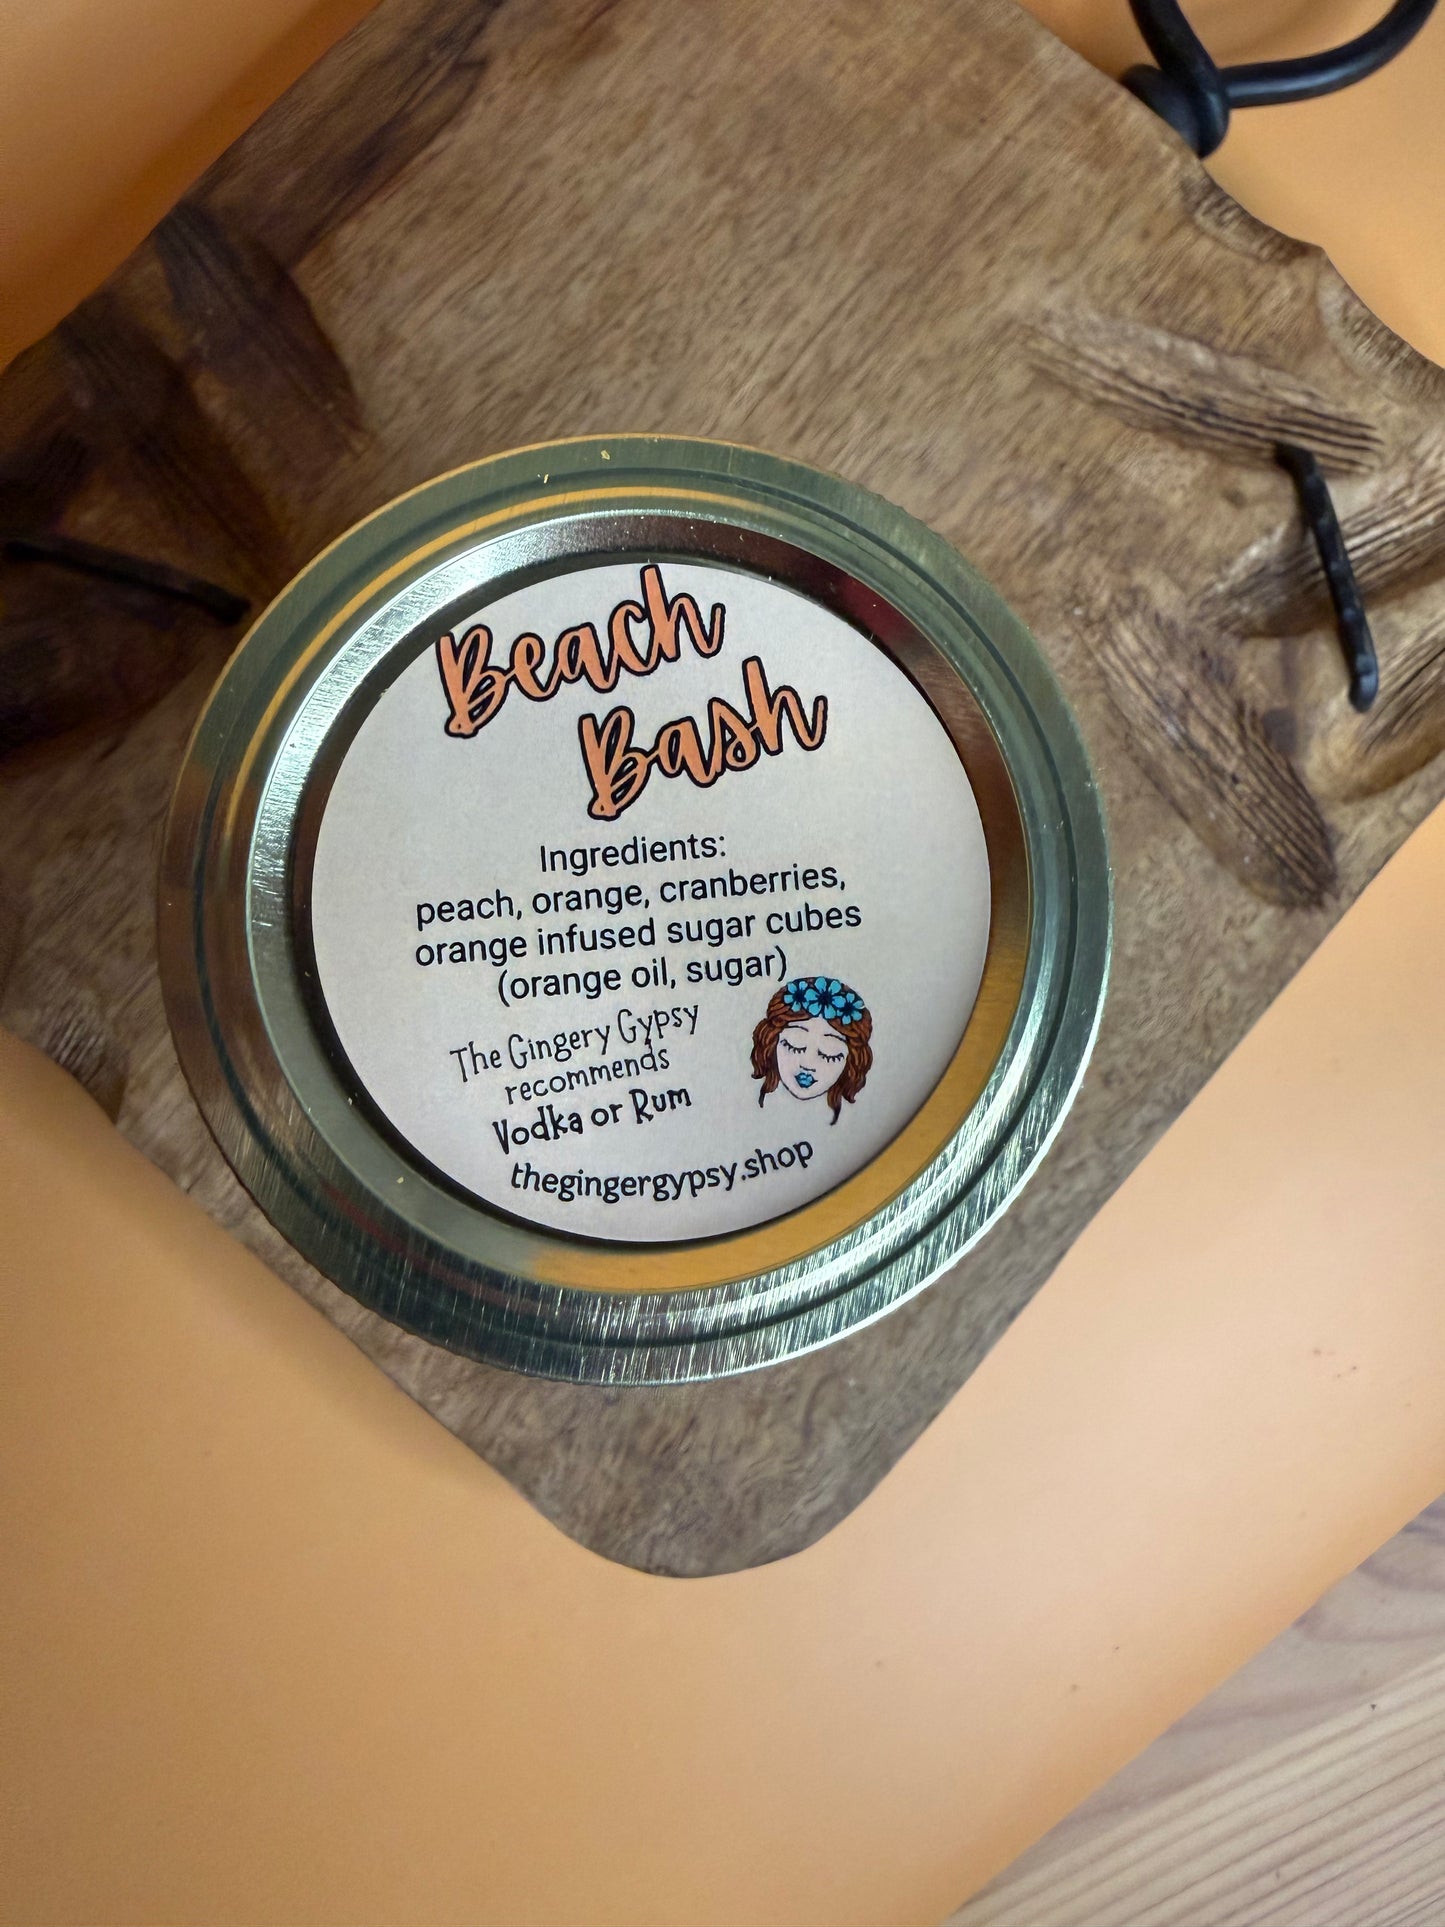 Beach
Bash
Ingredients:
peach, orange, cranberries,
orange infused sugar cubes
(orange oil, sugar)
The Gingery Gypsy
recommends
Vodka or Rum
thegingergypsy.shop